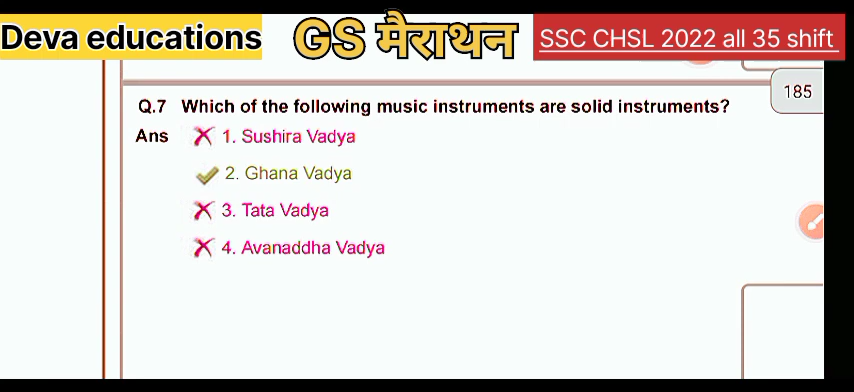 Deva educations GS मैराथन SSC CHSL 2022 all 35 shift
185
Q.7 Which of the following music instruments are solid instruments?
Ans 1. Sushira Vadya
2. Ghana Vadya
3. Tata Vadya
4. Avanaddha Vadya